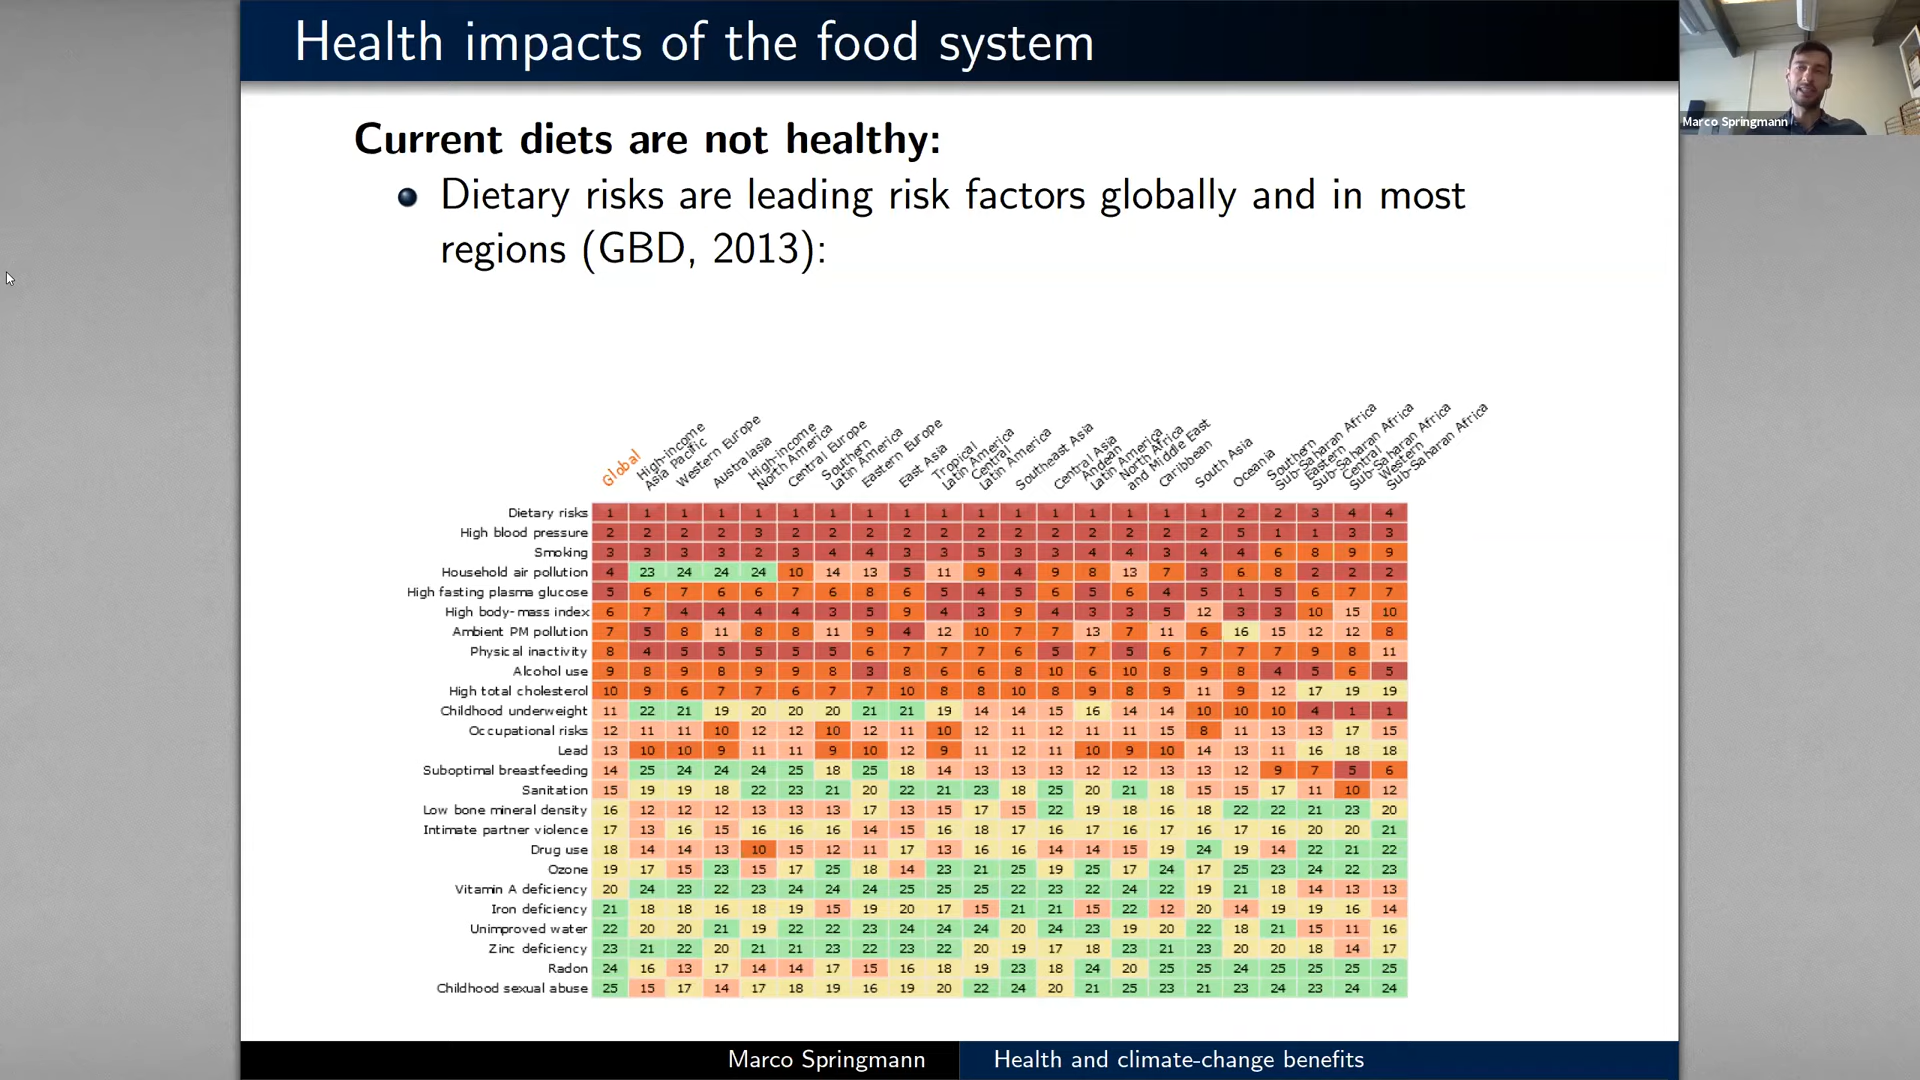 Health impacts of the food system
Marco Springmann
Current diets are not healthy:
Dietary risks are leading risk factors globally and in most
regions (GBD, 2013):
Global
High-income
Asia Pacific
Western Europe
Australasia
High-income
North America
Central Europe
Southern
Latin America
Eastern Europe
East Asia
Tropical
Latin America
Central
Latin America
Southeast Asia
Central Asia
Andean
Latin America
North Africa
and Middle East
Caribbean
South Asia
Oceania
Southern
Sub-Saharan Africa
Eastern
Sub-Saharan Africa
Central
Sub-Saharan Africa
Western
Sub-Saharan Africa
Dietary risks 1 1 1 1 1 1 1 1 1 1 1 1 1 1 1 1 1 2 2 3 4 4
High blood pressure 2 2 2 2 3 2 2 2 2 2 2 2 2 2 2 2 2 5 1 1 3 3
Smoking 3 3 3 3 2 3 4 4 3 3 5 3 3 4 4 3 4 4 6 8 9 9
Household air pollution 4 23 24 24 24 10 14 13 5 11 9 4 9 8 13 7 3 6 8 2 2 2
High fasting plasma glucose 5 6 7 6 6 7 6 8 6 5 4 5 6 5 6 4 5 1 5 6 7 7
High body-mass index 6 7 4 4 4 4 3 5 9 4 3 9 4 3 3 5 12 3 3 10 15 10
Ambient PM pollution 7 5 8 11 8 8 11 9 4 12 10 7 7 13 7 11 6 16 15 12 12 8
Physical inactivity 8 4 5 5 5 5 5 6 7 7 7 6 5 7 5 6 7 7 7 9 8 11
Alcohol use 9 8 9 8 9 9 8 3 8 6 6 8 10 6 10 8 9 8 4 5 6 5
High total cholesterol 10 9 6 7 7 6 7 7 10 8 8 10 8 9 8 9 11 9 12 17 19 19
Childhood underweight 11 22 21 19 20 20 20 21 21 19 14 14 15 16 14 14 10 10 10 4 1 1
Occupational risks 12 11 11 10 12 12 10 12 11 10 12 11 12 11 11 15 8 11 13 13 17 15
Lead 13 10 10 9 11 11 9 10 12 9 11 12 11 10 9 10 14 13 11 16 18 18
Suboptimal breastfeeding 14 25 24 24 24 25 18 25 18 14 13 13 13 12 12 13 13 12 9 7 5 6
Sanitation 15 19 19 18 22 23 21 20 22 21 23 18 25 20 21 18 15 15 17 11 10 12
Low bone mineral density 16 12 12 12 13 13 13 17 13 15 17 15 22 19 18 16 18 22 22 21 23 20
Intimate partner violence 17 13 16 15 16 16 16 14 15 16 18 17 16 17 16 17 16 17 16 20 20 21
Drug use 18 14 14 13 10 15 12 11 17 13 16 16 14 14 15 19 24 19 14 22 21 22
Ozone 19 17 15 23 15 17 25 18 14 23 21 25 19 25 17 24 17 25 23 24 22 23
Vitamin A deficiency 20 24 23 22 23 24 24 24 25 25 25 22 23 22 24 22 19 21 18 14 13 13
Iron deficiency 21 18 18 16 18 19 15 19 20 17 15 21 21 15 22 12 20 14 19 19 16 14
Unimproved water 22 20 20 21 19 22 22 23 24 24 24 20 24 23 19 20 22 18 21 15 11 16
Zinc deficiency 23 21 22 20 21 21 23 22 23 22 20 19 17 18 23 21 23 20 20 18 14 17
Radon 24 16 13 17 14 14 17 15 16 18 19 23 18 24 20 25 25 24 25 25 25 25
Childhood sexual abuse 25 15 17 14 17 18 19 16 19 20 22 24 20 21 25 23 21 23 24 23 24 24
Marco Springmann
Health and climate-change benefits